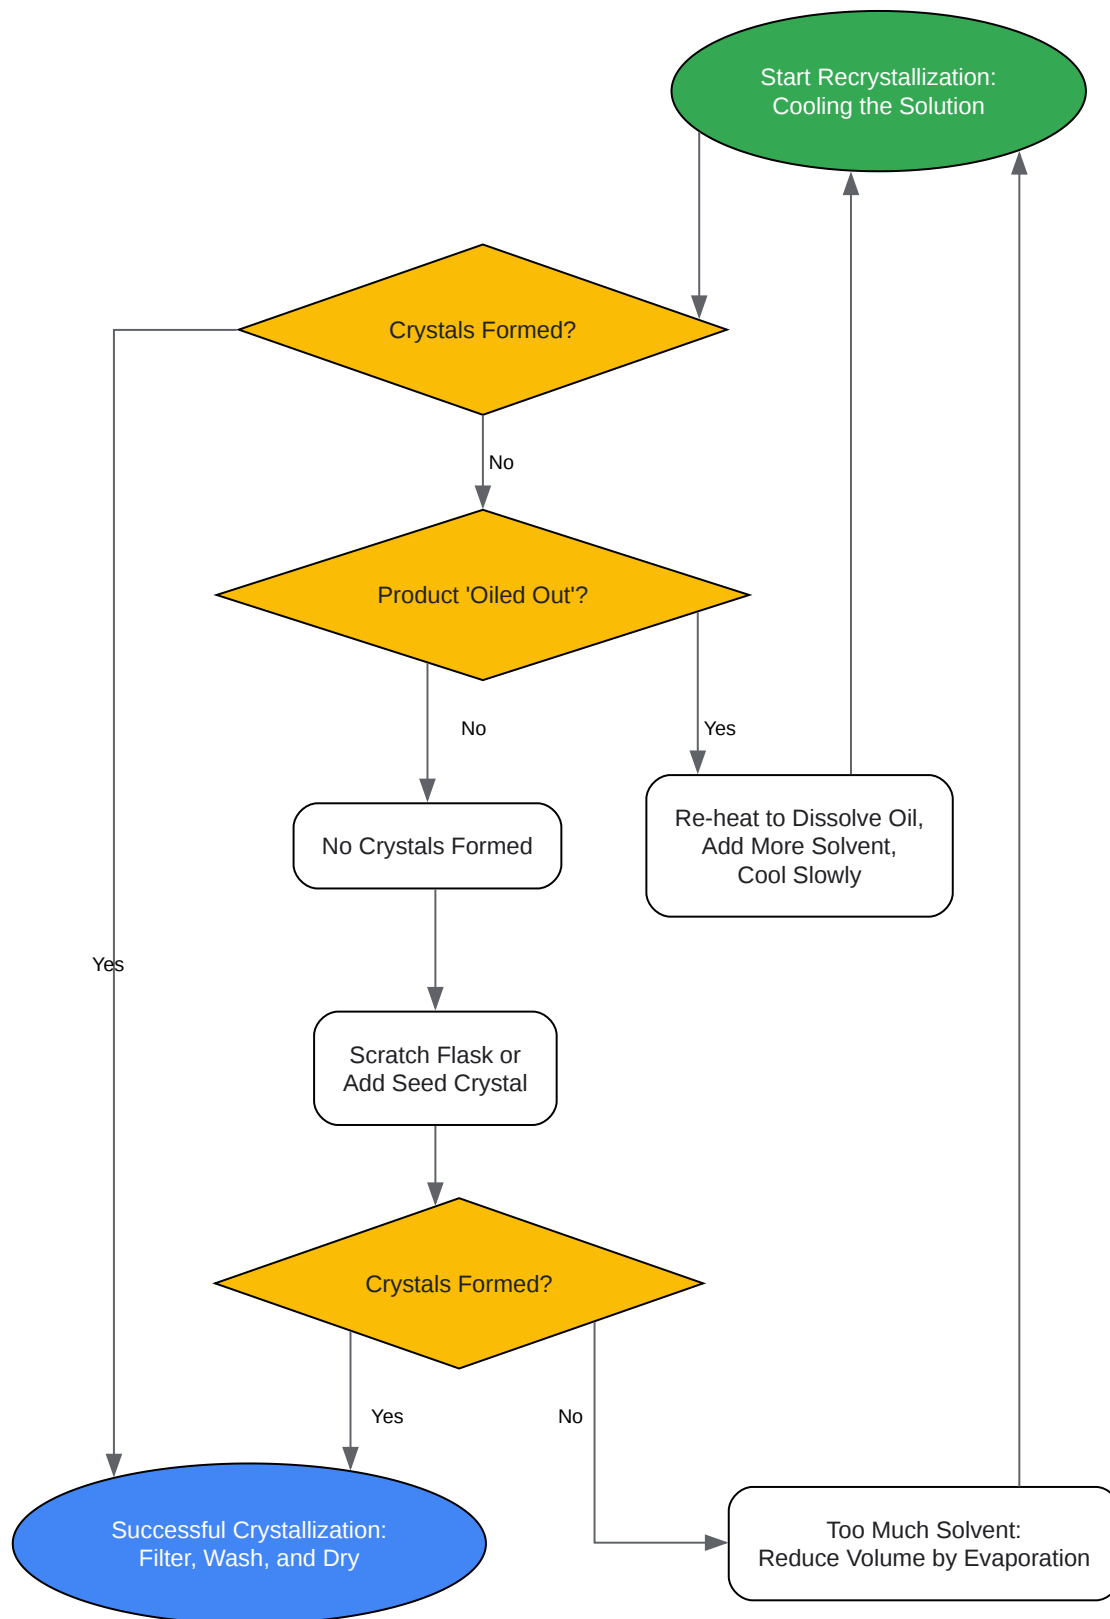 Start Recrystallization:
Cooling the Solution
Crystals Formed?
No
Product 'Oiled Out'?
No
Yes
No Crystals Formed
Re-heat to Dissolve Oil,
Add More Solvent,
Cool Slowly
Yes
Scratch Flask or
Add Seed Crystal
Crystals Formed?
Yes
No
Successful Crystallization:
Filter, Wash, and Dry
Too Much Solvent:
Reduce Volume by Evaporation